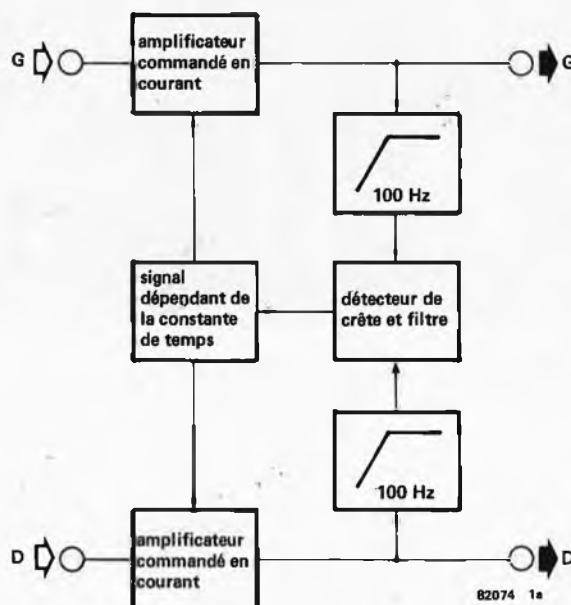 amplificateur
commandé en
courant
G
G
100 Hz
signal
dépendant de
la constante
de temps
détecteur de
crête et filtre
100 Hz
amplificateur
commandé en
courant
D
D
82074 1a